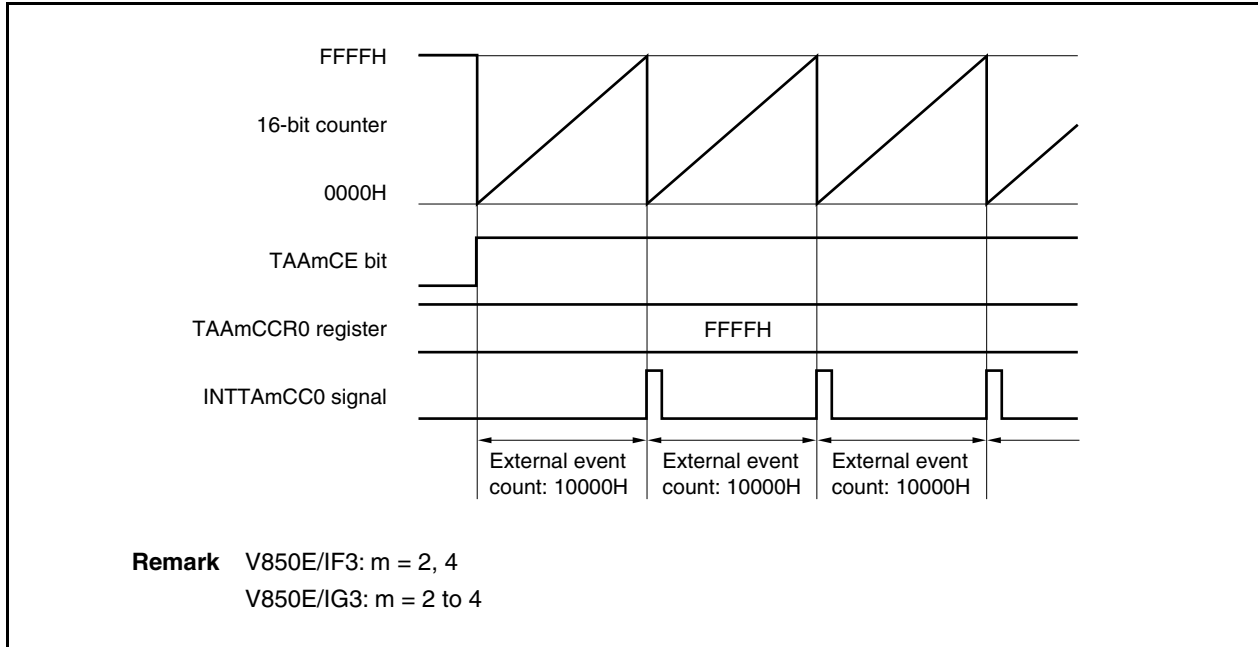 FFFFH
16-bit counter
0000H
TAAmCE bit
TAAmCCR0 register
FFFFH
INTTAmCC0 signal
External event
count: 10000H
External event
count: 10000H
External event
count: 10000H
Remark V850E/IF3: m = 2, 4
V850E/IG3: m = 2 to 4